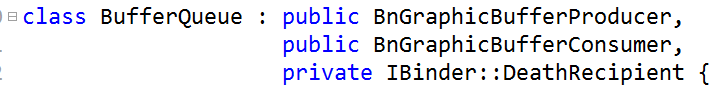 class BufferQueue : public BnGraphicBufferProducer,
public BnGraphicBufferConsumer,
private IBinder::DeathRecipient {